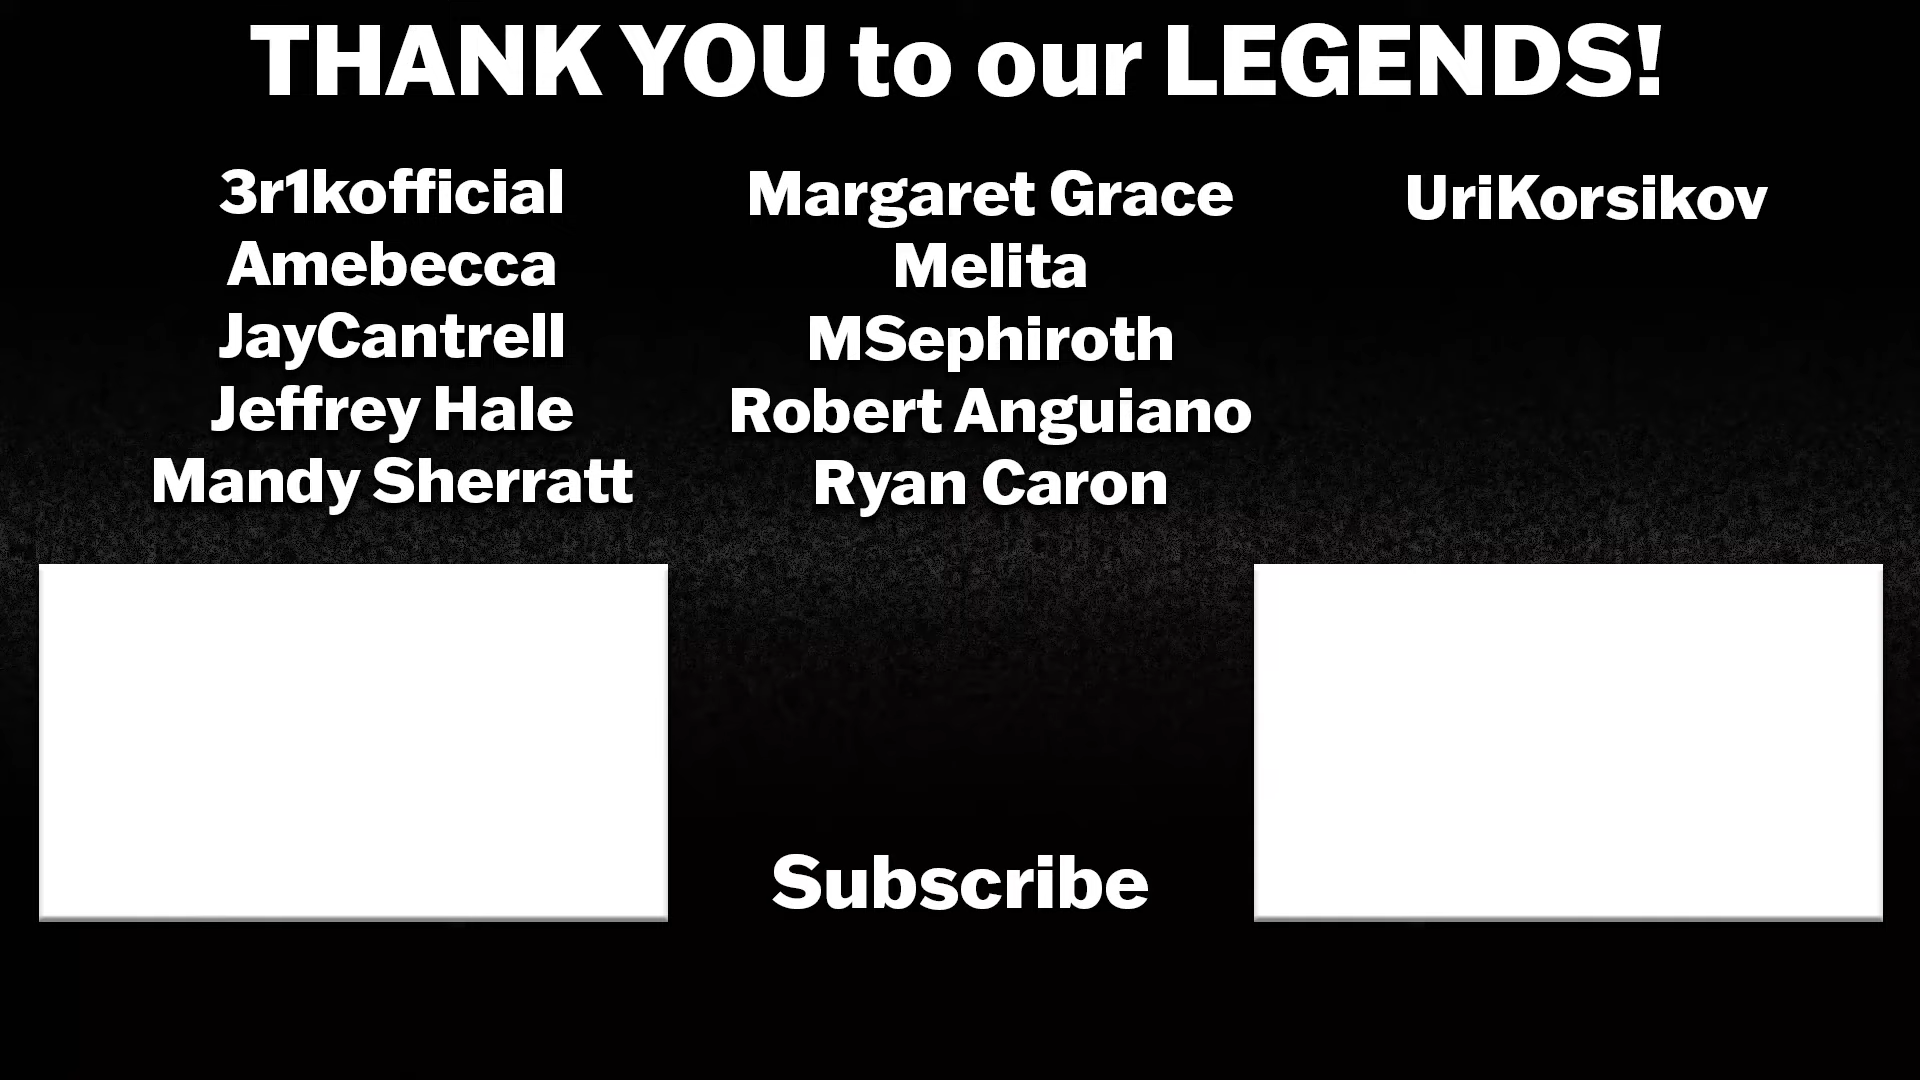 THANK YOU to our LEGENDS!
3r1kofficial
Amebecca
JayCantrell
Jeffrey Hale
Mandy Sherratt
Margaret Grace
Melita
MSephiroth
Robert Anguiano
Ryan Caron
UriKorsikov
Subscribe